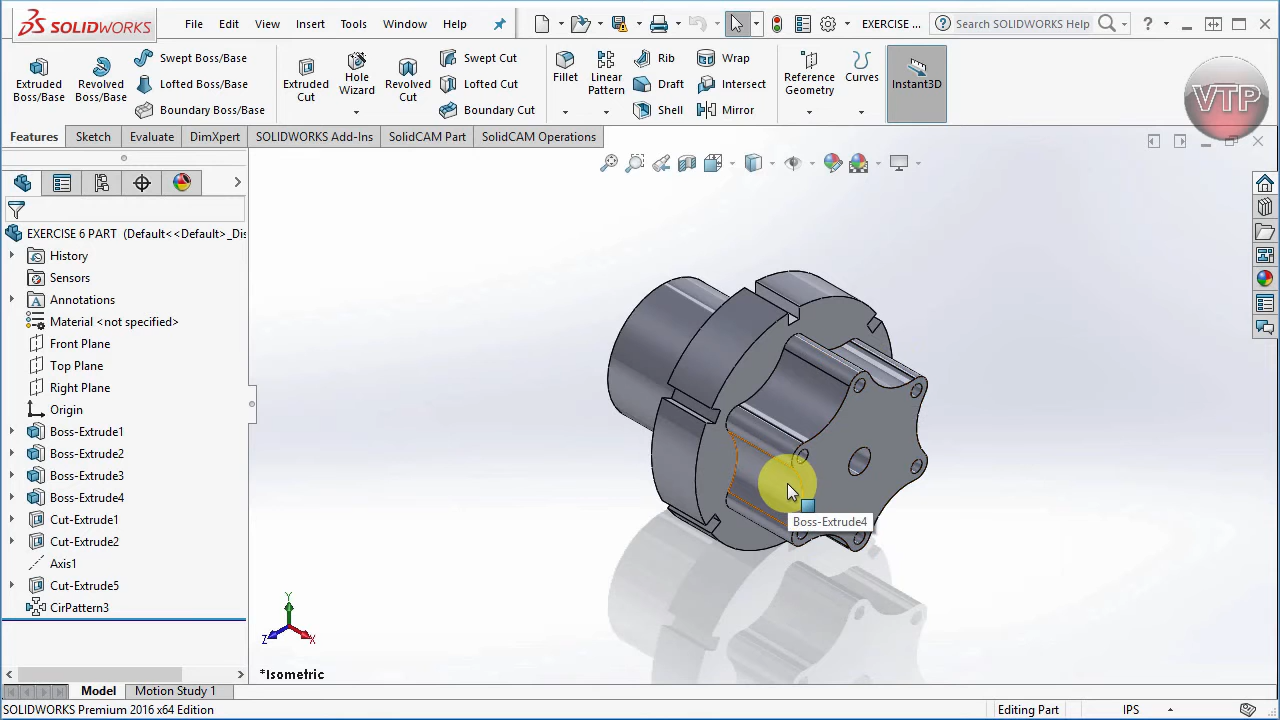 SOLIDWORKS File Edit View Insert Tools Window Help EXERCISE ... Search SOLIDWORKS Help ?
Extruded Boss/Base
Revolved Boss/Base
Swept Boss/Base
Lofted Boss/Base
Boundary Boss/Base
Extruded Cut
Hole Wizard
Revolved Cut
Swept Cut
Lofted Cut
Boundary Cut
Fillet
Linear Pattern
Rib
Draft
Shell
Wrap
Intersect
Mirror
Reference Geometry
Curves
Instant3D
VTP
Features Sketch Evaluate DimXpert SOLIDWORKS Add-Ins SolidCAM Part SolidCAM Operations
EXERCISE 6 PART (Default<<Default>_Dis
History
Sensors
Annotations
Material <not specified>
Front Plane
Top Plane
Right Plane
Origin
Boss-Extrude1
Boss-Extrude2
Boss-Extrude3
Boss-Extrude4
Cut-Extrude1
Cut-Extrude2
Axis1
Cut-Extrude5
CirPattern3
Boss-Extrude4
Y
Z
X
*Isometric
Model Motion Study 1
SOLIDWORKS Premium 2016 x64 Edition Editing Part IPS